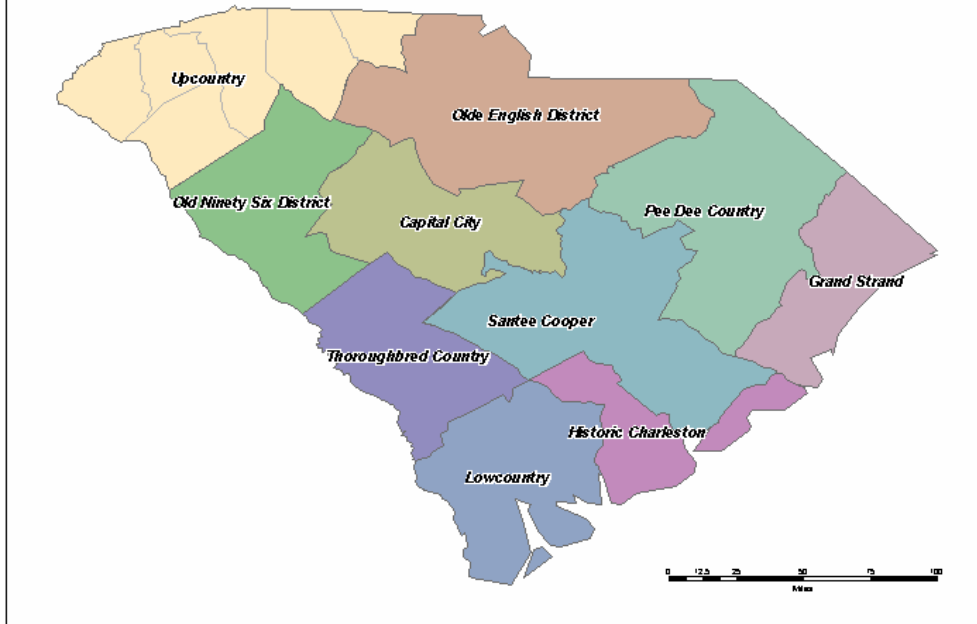 Upcountry
Olde English District
Old Ninety Six District
Pee Dee Country
Capital City
Grand Strand
Santee Cooper
Thoroughbred Country
Historic Charleston
Lowcountry
0 12.5 25 50 75 100
Miles